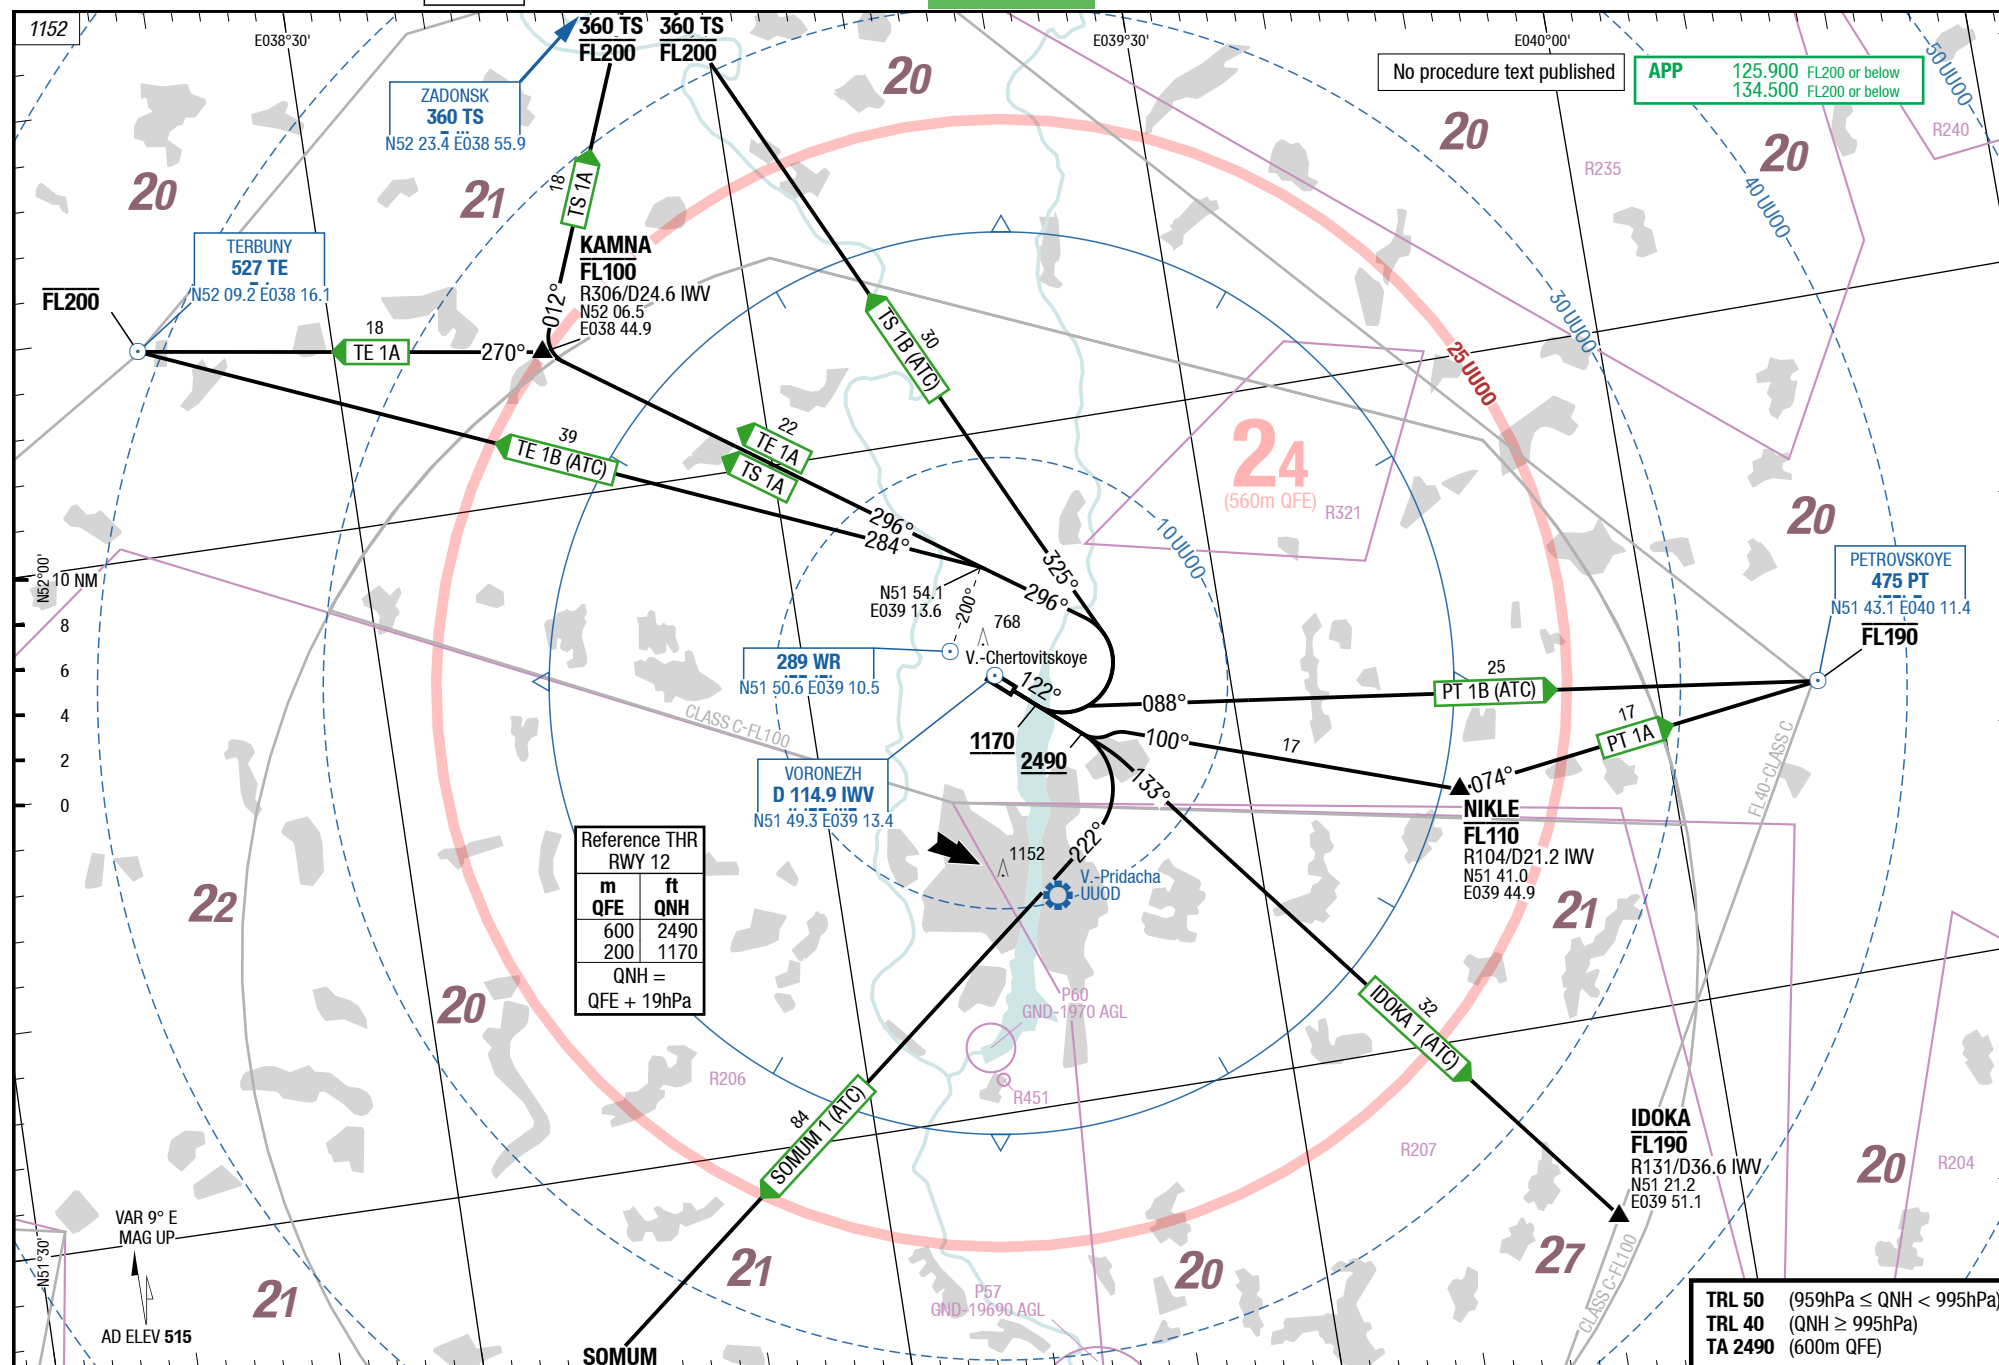 1152
E038°30'
360 TS
FL200
360 TS
FL200
E039°30'
E040°00'
50 UU00
No procedure text published
APP 125.900 FL200 or below
134.500 FL200 or below
20
ZADONSK
360 TS
N52 23.4 E038 55.9
20
20
R240
R235
20
21
18
TS 1A
40 UU00
TERBUNY
527 TE
N52 09.2 E038 16.1
FL200
KAMNA
FL100
R306/D24.6 IWV
N52 06.5
E038 44.9
012°
30 UU00
18
TE 1A
270°
TS 1B (ATC)
30
25 UU00
39
TE 1B (ATC)
22
TE 1A
TS 1A
24
(560m QFE)
R321
20
296°
284°
10 UU00
325°
N52°00'
10 NM
8
6
4
2
0
N51 54.1
E039 13.6
200°
296°
PETROVSKOYE
475 PT
N51 43.1 E040 11.4
FL190
768
V.-Chertovitskoye
289 WR
N51 50.6 E039 10.5
122°
25
PT 1B (ATC)
088°
CLASS C-FL100
1170
2490
100°
17
17
PT 1A
074°
FL40-CLASS C
133°
VORONEZH
D 114.9 IWV
N51 49.3 E039 13.4
NIKLE
FL110
R104/D21.2 IWV
N51 41.0
E039 44.9
222°
1152
V.-Pridacha
UUOD
Reference THR
RWY 12
m ft
QFE QNH
600 2490
200 1170
QNH =
QFE + 19hPa
22
21
20
P60
GND-1970 AGL
32
IDOKA 1 (ATC)
R206
R451
84
SOMUM 1 (ATC)
R207
IDOKA
FL190
R131/D36.6 IWV
N51 21.2
E039 51.1
20
R204
VAR 9° E
MAG UP
N51°30'
21
21
20
27
CLASS C-FL100
P57
GND-19690 AGL
AD ELEV 515
SOMUM
TRL 50 (959hPa ≤ QNH < 995hPa)
TRL 40 (QNH ≥ 995hPa)
TA 2490 (600m QFE)